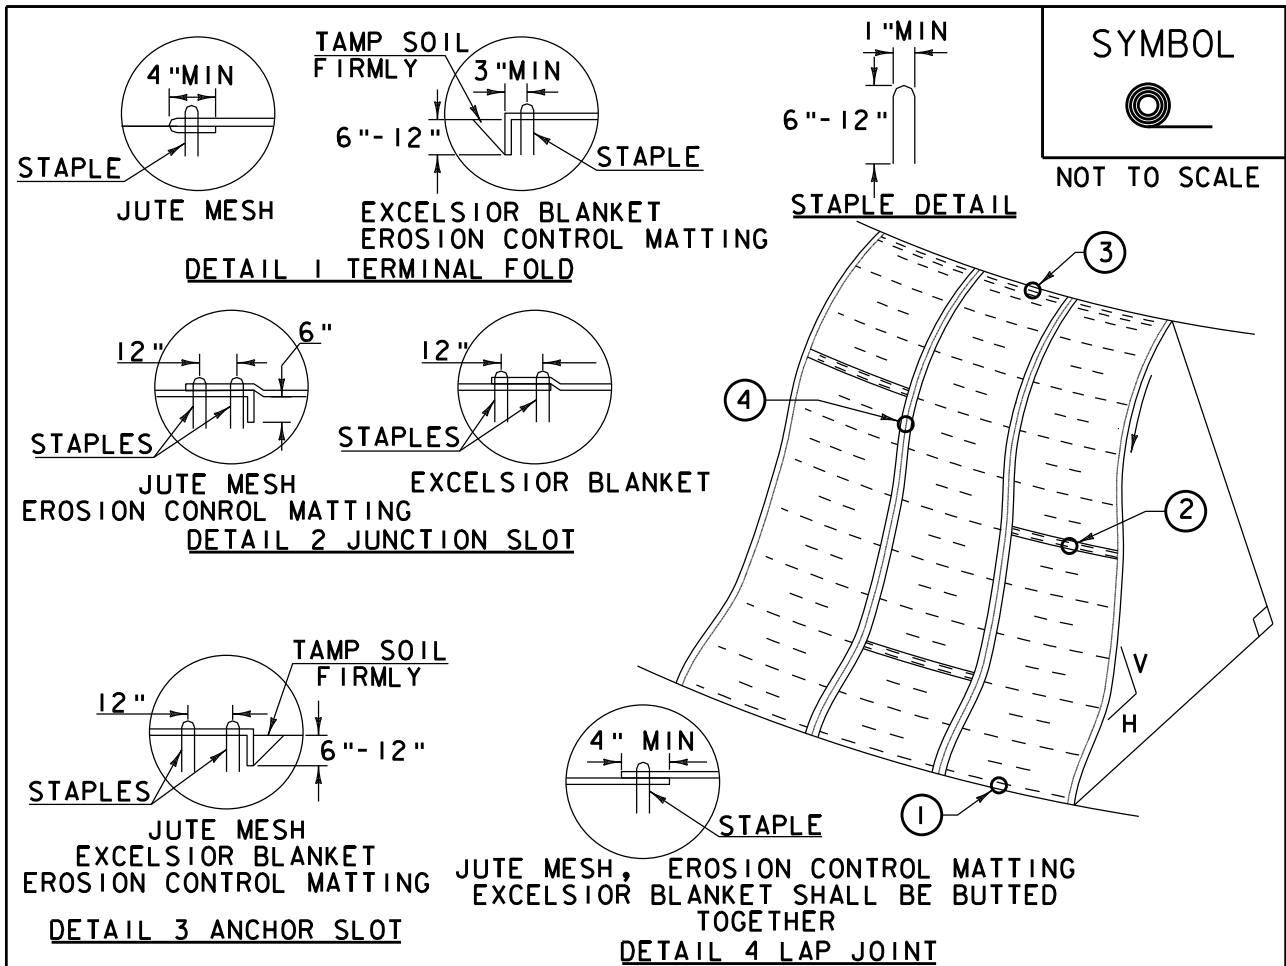 TAMP SOIL
FIRMLY
4"MIN
3"MIN
6"-12"
STAPLE
STAPLE
JUTE MESH
EXCELSIOR BLANKET
EROSION CONTROL MATTING
DETAIL 1 TERMINAL FOLD
1"MIN
6"-12"
STAPLE DETAIL
SYMBOL
NOT TO SCALE
12"
6"
STAPLES
JUTE MESH
EROSION CONROL MATTING
12"
STAPLES
EXCELSIOR BLANKET
DETAIL 2 JUNCTION SLOT
3
4
2
V
H
1
TAMP SOIL
FIRMLY
12"
6"-12"
STAPLES
JUTE MESH
EXCELSIOR BLANKET
EROSION CONTROL MATTING
DETAIL 3 ANCHOR SLOT
4" MIN
STAPLE
JUTE MESH, EROSION CONTROL MATTING
EXCELSIOR BLANKET SHALL BE BUTTED
TOGETHER
DETAIL 4 LAP JOINT